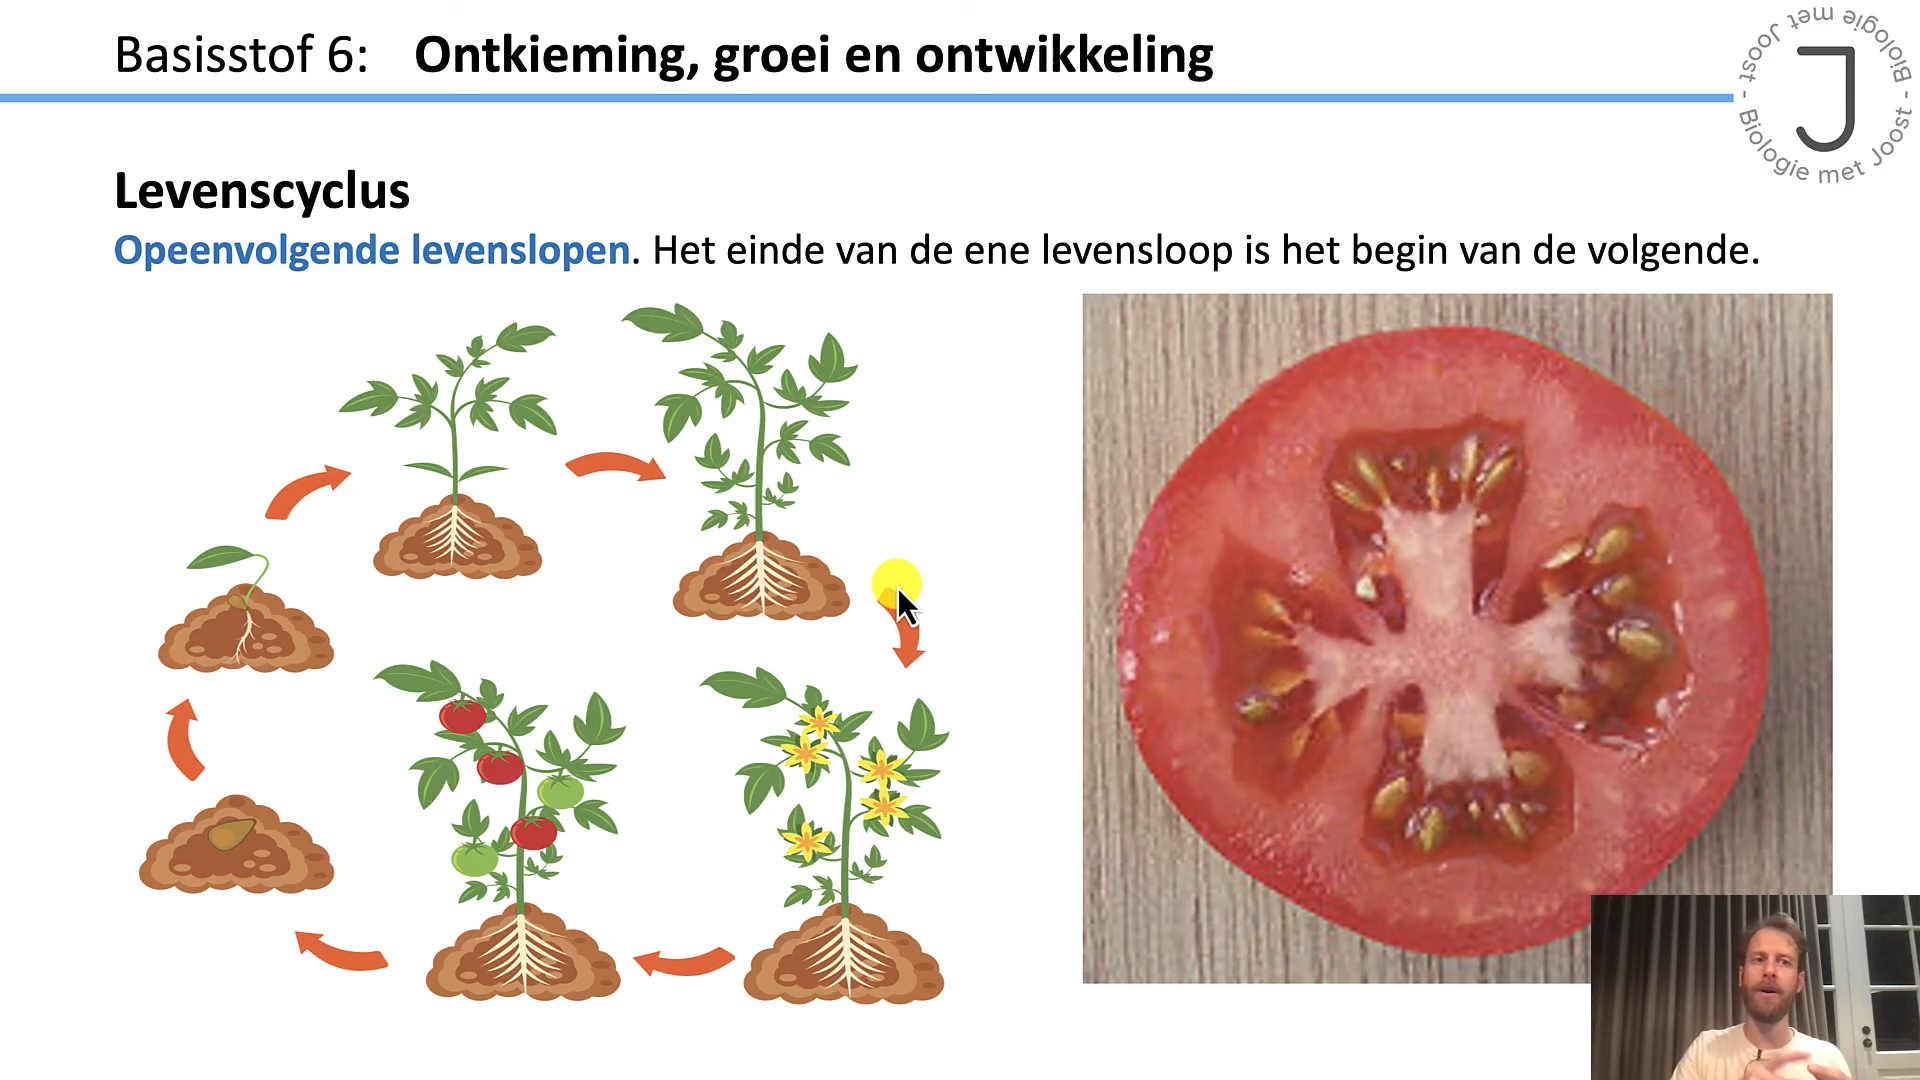 Basisstof 6: Ontkieming, groei en ontwikkeling
Biologie met Joost - Biologie met Joost -
J
Levenscyclus
Opeenvolgende levenslopen. Het einde van de ene levensloop is het begin van de volgende.